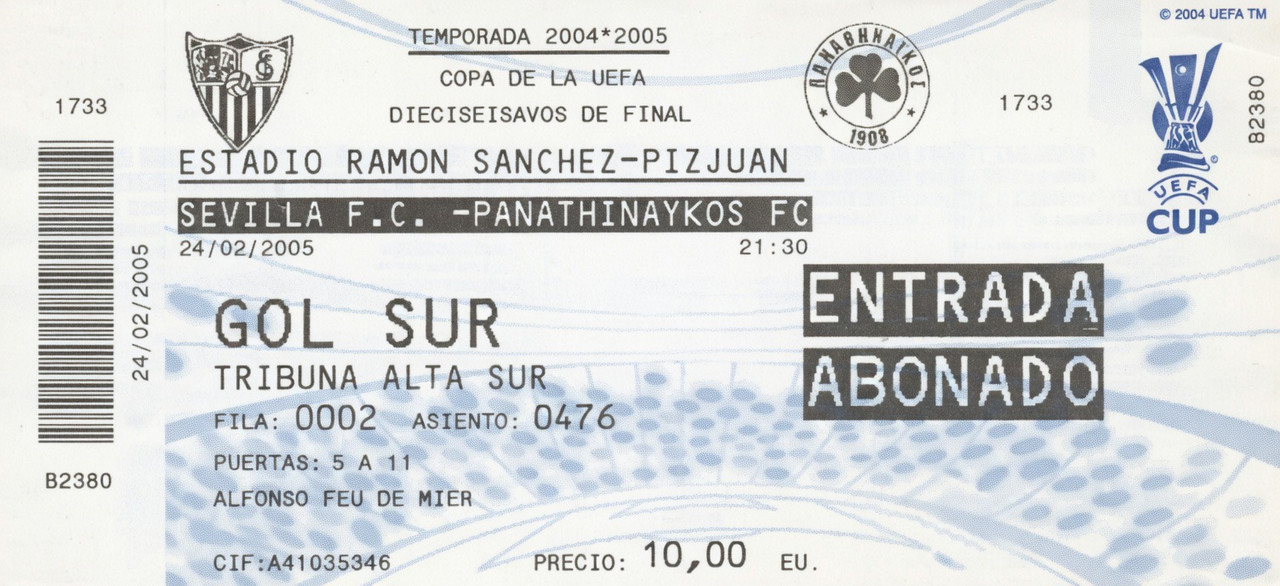 © 2004 UEFA TM
TEMPORADA 2004*2005
COPA DE LA UEFA
DIECISEISAVOS DE FINAL
1733
ΠΑΝΑΘΗΝΑΪΚΟΣ
1908
1733
B2380
ESTADIO RAMON SANCHEZ-PIZJUAN
UEFA
CUP
SEVILLA F.C. -PANATHINAYKOS FC
24/02/2005 21:30
24/02/2005
ENTRADA
GOL SUR
ABONADO
TRIBUNA ALTA SUR
FILA: 0002 ASIENTO: 0476
PUERTAS: 5 A 11
B2380
ALFONSO FEU DE MIER
CIF:A41035346 PRECIO: 10,00 EU.